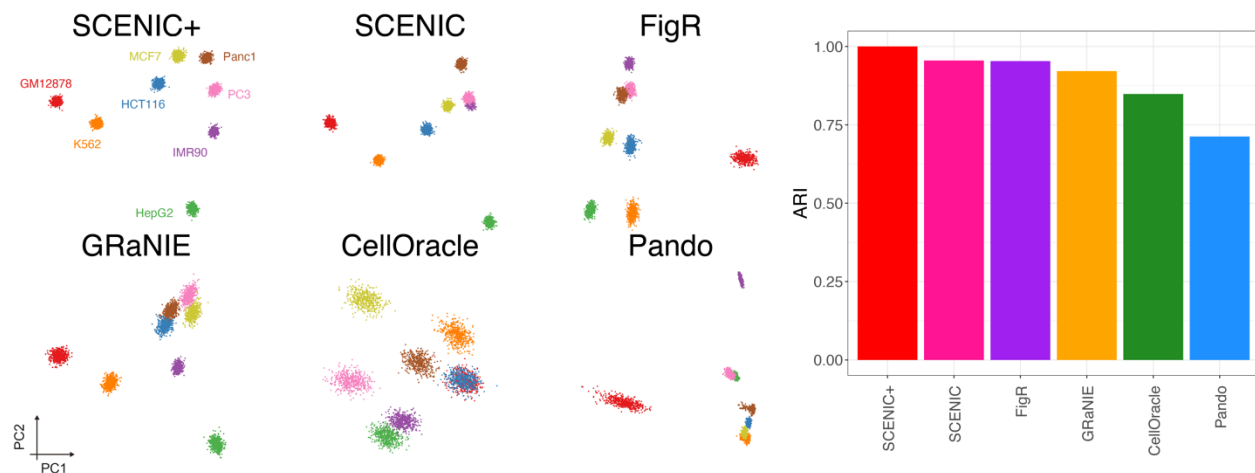 SCENIC+
SCENIC
FigR
MCF7
Panc1
GM12878
HCT116
PC3
K562
IMR90
HepG2
GRaNIE
CellOracle
Pando
PC2
PC1
1.00
0.75
0.50
0.25
0.00
ARI
SCENIC+
SCENIC
FigR
GRaNIE
CellOracle
Pando